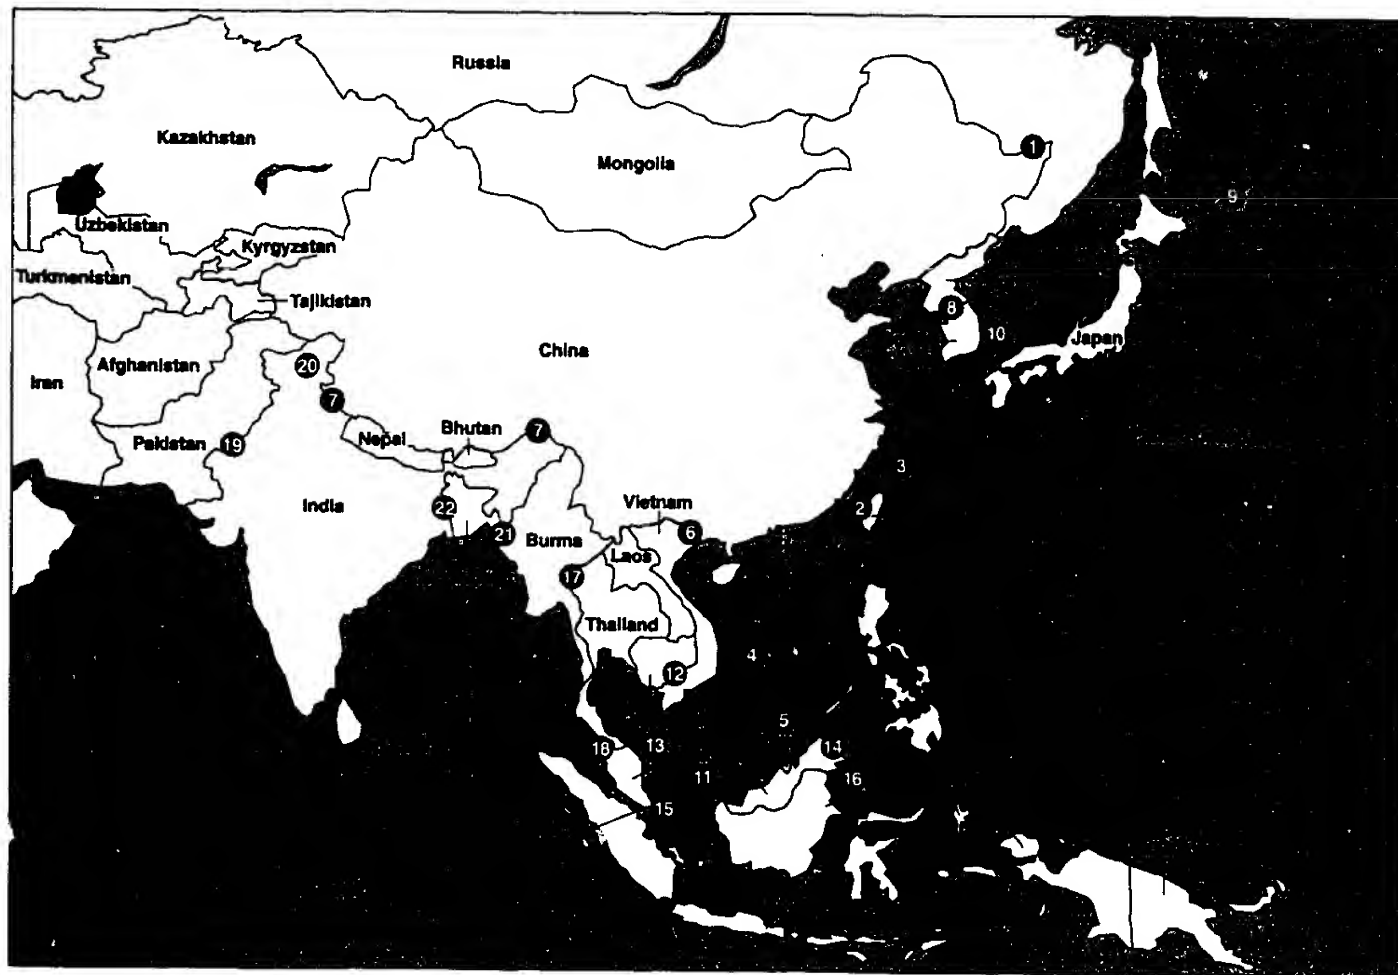 Russia
Kazakhstan
Mongolia
1
9
Uzbekistan
Kyrgyzstan
Turkmenistan
Tajikistan
8
10
Japan
China
Afghanistan
20
Iran
7
Bhutan
7
Nepal
Pakistan
19
3
India
Vietnam
22
2
21
Burma
6
Laos
17
Thailand
4
12
5
18
13
14
11
16
15